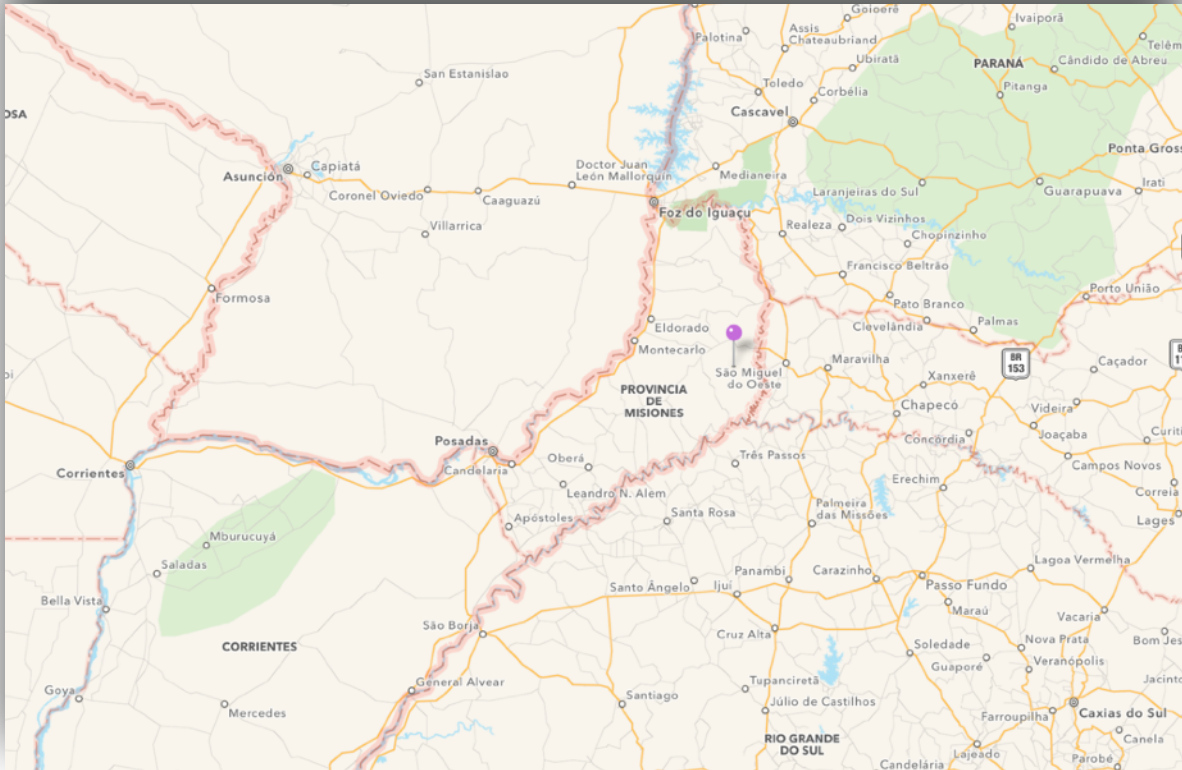 Goioerê
Ivaiporã
Palotina
Assis
Chateaubriand
Telêm
San Estanislao
Ubiratã
PARANÁ
Cândido de Abreu
Toledo
Corbélia
Pitanga
OSA
Cascavel
Ponta Gross
Capiatá
Asunción
Doctor Juan
León Mallorquín
Medianeira
Coronel Oviedo
Caaguazú
Laranjeiras do Sul
Guarapuava
Irati
Foz do Iguaçu
Villarrica
Realeza
Dois Vizinhos
Chopinzinho
Francisco Beltrão
Formosa
Pato Branco
Porto União
Eldorado
Clevelândia
Palmas
Montecarlo
Maravilha
BR
153
Caçador
B
11
São Miguel
do Oeste
Xanxerê
pi
PROVINCIA
DE
MISIONES
Chapecó
Videira
Posadas
Concórdia
Joaçaba
Curiti
Corrientes
Candelaria
Oberá
Três Passos
Campos Novos
Erechim
Leandro N. Alem
Correia
Apóstoles
Santa Rosa
Palmeira
das Missões
Lages
Mburucuyá
Saladas
Lagoa Vermelha
Panambi
Carazinho
Santo Ângelo
Ijuí
Passo Fundo
Bella Vista
Maraú
Vacaria
São Borja
Cruz Alta
Nova Prata
Bom Jes
CORRIENTES
Soledade
Guaporé
Veranópolis
General Alvear
Tupanciretã
Jacinto
Goya
Santiago
Júlio de Castilhos
Mercedes
Farroupilha
Caxias do Sul
RIO GRANDE
DO SUL
Canela
Lajeado
Parobé
Candelária